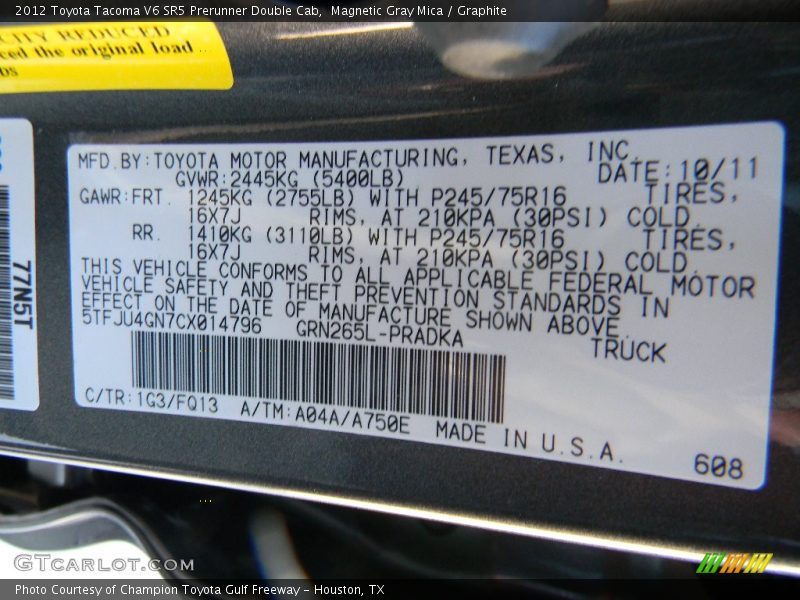 2012 Toyota Tacoma V6 SR5 Prerunner Double Cab, Magnetic Gray Mica / Graphite
CITY REDUCED
ced the original load
bs
77N5T
MFD.BY:TOYOTA MOTOR MANUFACTURING, TEXAS, INC.
GVWR:2445KG (5400LB) DATE:10/11
GAWR:FRT. 1245KG (2755LB) WITH P245/75R16 TIRES,
16X7J RIMS, AT 210KPA (30PSI) COLD.
RR. 1410KG (3110LB) WITH P245/75R16 TIRES,
16X7J RIMS, AT 210KPA (30PSI) COLD.
THIS VEHICLE CONFORMS TO ALL APPLICABLE FEDERAL MOTOR
VEHICLE SAFETY AND THEFT PREVENTION STANDARDS IN
EFFECT ON THE DATE OF MANUFACTURE SHOWN ABOVE.
5TFJU4GN7CX014796 GRN265L-PRADKA TRUCK
C/TR:1G3/FQ13 A/TM:A04A/A750E MADE IN U.S.A.
608
GTCARLOT.COM
Photo Courtesy of Champion Toyota Gulf Freeway – Houston, TX